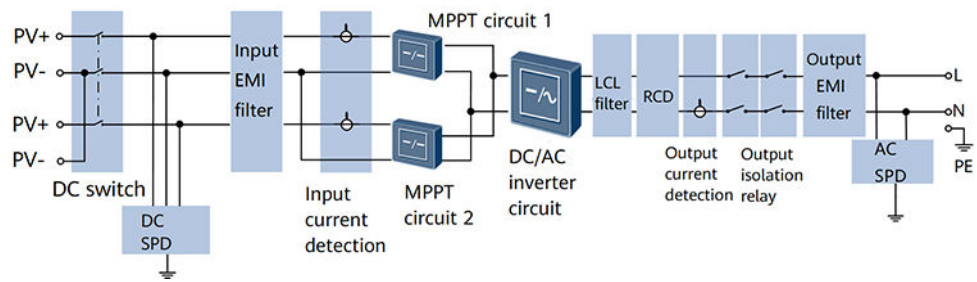 PV+
PV-
PV+
PV-
DC switch
DC
SPD
Input
EMI
filter
Input
current
detection
MPPT circuit 1
MPPT
circuit 2
DC/AC
inverter
circuit
LCL
filter
RCD
Output
current
detection
Output
isolation
relay
Output
EMI
filter
AC
SPD
L
N
PE